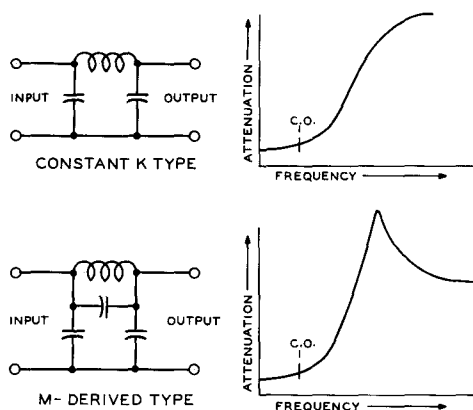 INPUT
OUTPUT
CONSTANT K TYPE
ATTENUATION
C.O.
FREQUENCY
INPUT
OUTPUT
M- DERIVED TYPE
ATTENUATION
C.O.
FREQUENCY